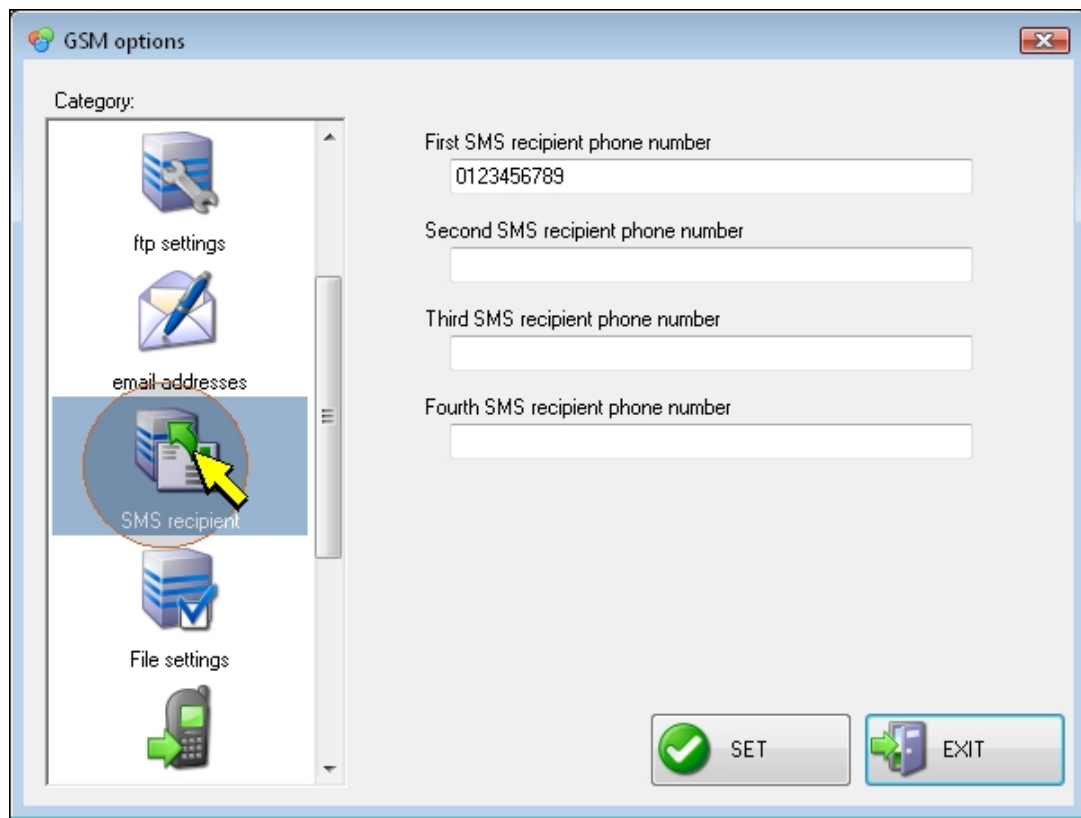 GSM options
Category:
ftp settings
email addresses
SMS recipient
File settings
First SMS recipient phone number
0123456789
Second SMS recipient phone number
Third SMS recipient phone number
Fourth SMS recipient phone number
SET
EXIT